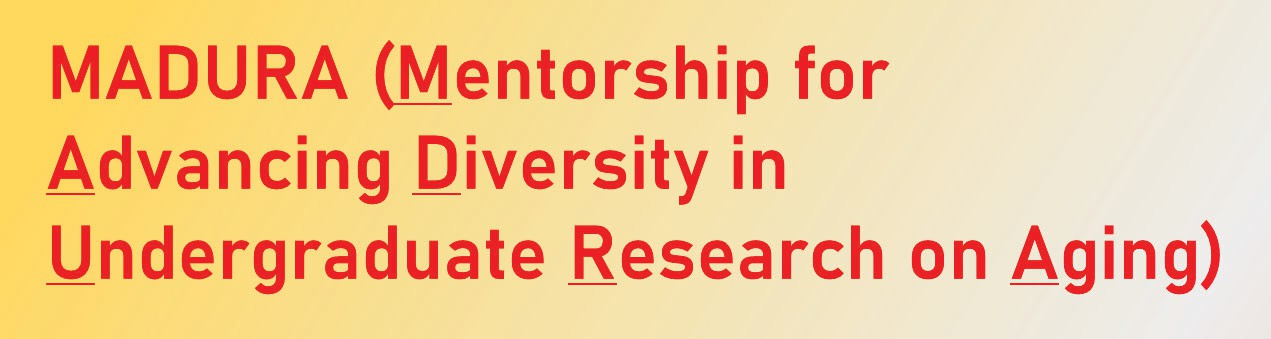 MADURA (Mentorship for
Advancing Diversity in
Undergraduate Research on Aging)